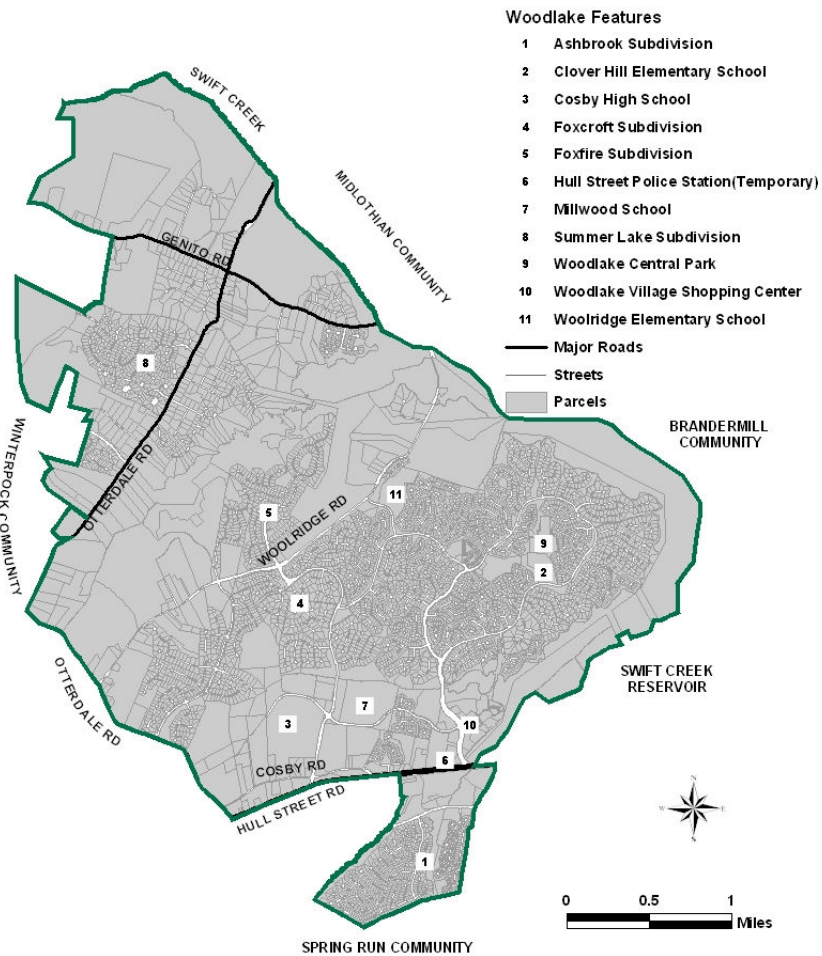 Woodlake Features
1 Ashbrook Subdivision
2 Clover Hill Elementary School
3 Cosby High School
4 Foxcroft Subdivision
5 Foxfire Subdivision
6 Hull Street Police Station(Temporary)
7 Millwood School
8 Summer Lake Subdivision
9 Woodlake Central Park
10 Woodlake Village Shopping Center
11 Woolridge Elementary School
Major Roads
Streets
Parcels
SWIFT CREEK
MIDLOTHIAN COMMUNITY
GENITO RD
8
BRANDERMILL
COMMUNITY
WINTERPOCK COMMUNITY
OTTERDALE RD
11
5
WOOLRIDGE RD
9
2
4
OTTERDALE RD
SWIFT CREEK
RESERVOIR
3
7
10
6
COSBY RD
HULL STREET RD
1
N
W E
0 0.5 1
Miles
SPRING RUN COMMUNITY